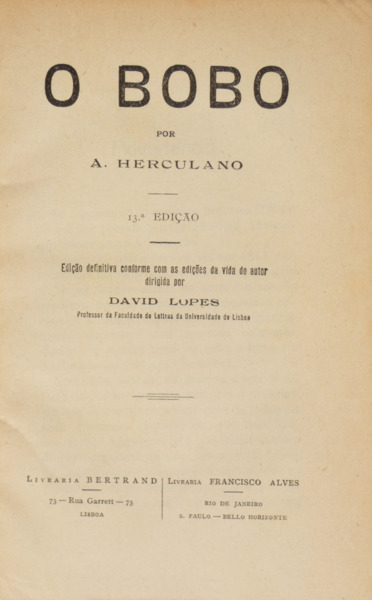 O BOBO
POR
A. HERCULANO
13.ª EDIÇÃO
Edição definitiva conforme com as edições da vida do autor
dirigida por
DAVID LOPES
Professor da Faculdade de Lettras da Universidade de Lisboa
LIVRARIA BERTRAND
73 — Rua Garrett — 75
LISBOA
LIVRARIA FRANCISCO ALVES
RIO DE JANEIRO
S. PAULO — BELLO HORIZONTE